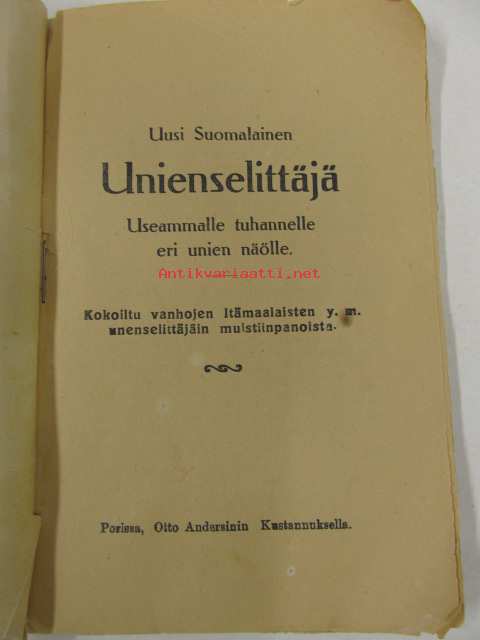 Uusi Suomalainen
Unienselittäjä
Useammalle tuhannelle
eri unien näölle.
Antikvariaatti.net
Kokoiltu vanhojen Itämaalaisten y. m.
unenselittäjäin muistiinpanoista.
Porissa, Otto Andersinin Kustannuksella.